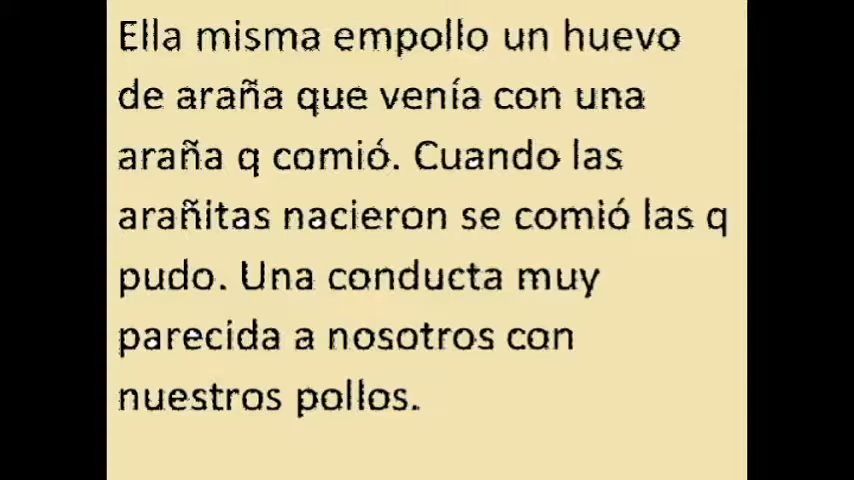 Ella misma empollo un huevo
de araña que venía con una
araña q comió. Cuando las
arañitas nacieron se comió las q
pudo. Una conducta muy
parecida a nosotros con
nuestros pollos.